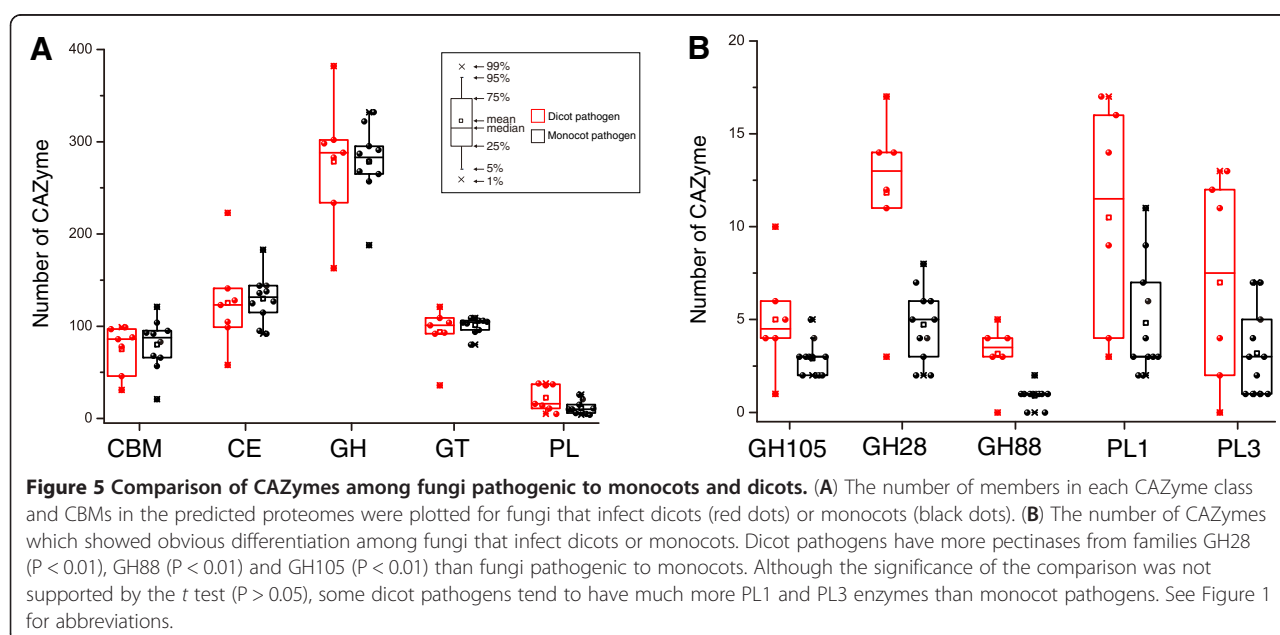 A
400
300
200
100
0
Number of CAZyme
CBM CE GH GT PL
99%
95%
75%
mean
median
25%
5%
1%
Dicot pathogen
Monocot pathogen
B
20
15
10
5
0
Number of CAZyme
GH105 GH28 GH88 PL1 PL3
Figure 5 Comparison of CAZymes among fungi pathogenic to monocots and dicots. (A) The number of members in each CAZyme class
and CBMs in the predicted proteomes were plotted for fungi that infect dicots (red dots) or monocots (black dots). (B) The number of CAZymes
which showed obvious differentiation among fungi that infect dicots or monocots. Dicot pathogens have more pectinases from families GH28
(P < 0.01), GH88 (P < 0.01) and GH105 (P < 0.01) than fungi pathogenic to monocots. Although the significance of the comparison was not
supported by the t test (P > 0.05), some dicot pathogens tend to have much more PL1 and PL3 enzymes than monocot pathogens. See Figure 1
for abbreviations.